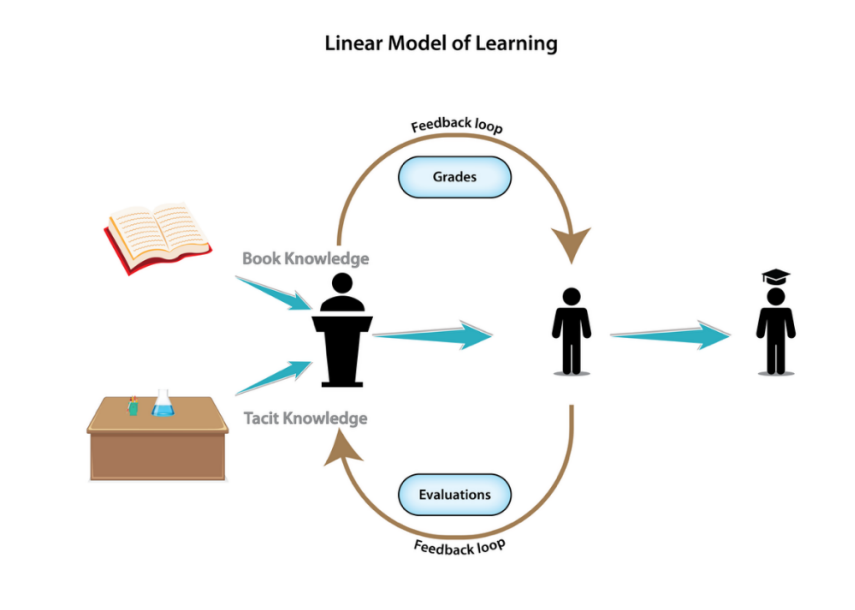 Linear Model of Learning
Feedback loop
Grades
Book Knowledge
Tacit Knowledge
Evaluations
Feedback loop